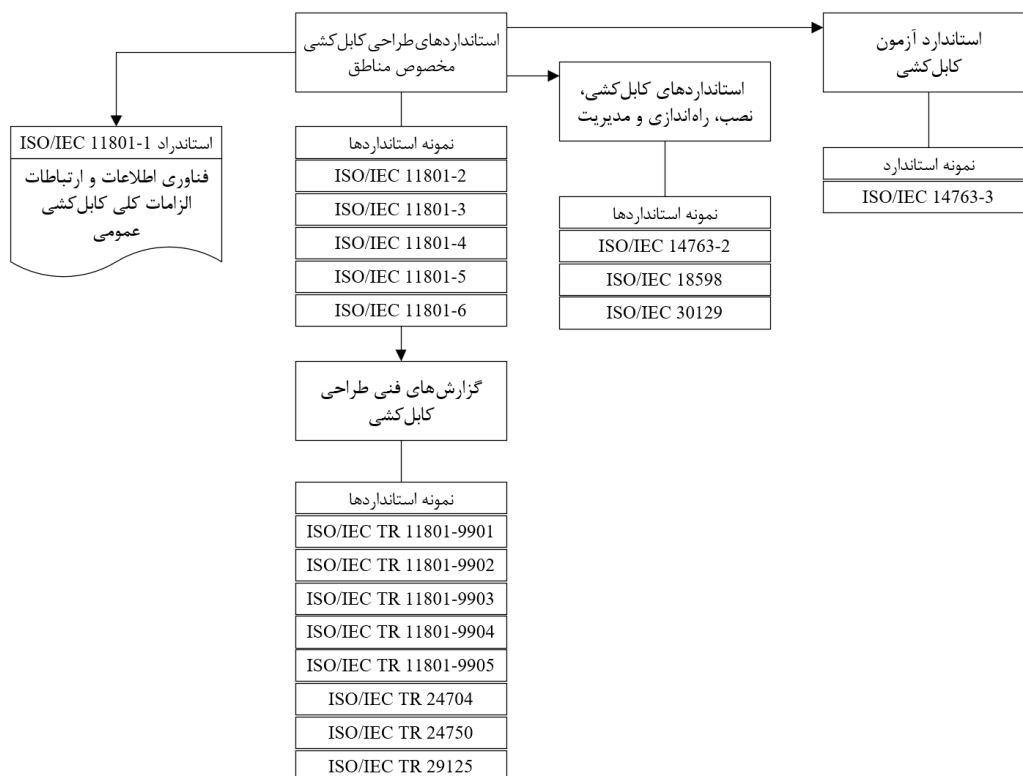 استانداردهای طراحی کابل‌کشی
مخصوص مناطق
استاندارد آزمون
کابل‌کشی
استانداردهای کابل‌کشی،
نصب، راه‌اندازی و مدیریت
استاندراد ISO/IEC 11801-1
فناوری اطلاعات و ارتباطات
الزامات کلی کابل‌کشی
عمومی
نمونه استانداردها
ISO/IEC 11801-2
ISO/IEC 11801-3
ISO/IEC 11801-4
ISO/IEC 11801-5
ISO/IEC 11801-6
نمونه استانداردها
ISO/IEC 14763-2
ISO/IEC 18598
ISO/IEC 30129
نمونه استاندارد
ISO/IEC 14763-3
گزارش‌های فنی طراحی
کابل‌کشی
نمونه استانداردها
ISO/IEC TR 11801-9901
ISO/IEC TR 11801-9902
ISO/IEC TR 11801-9903
ISO/IEC TR 11801-9904
ISO/IEC TR 11801-9905
ISO/IEC TR 24704
ISO/IEC TR 24750
ISO/IEC TR 29125